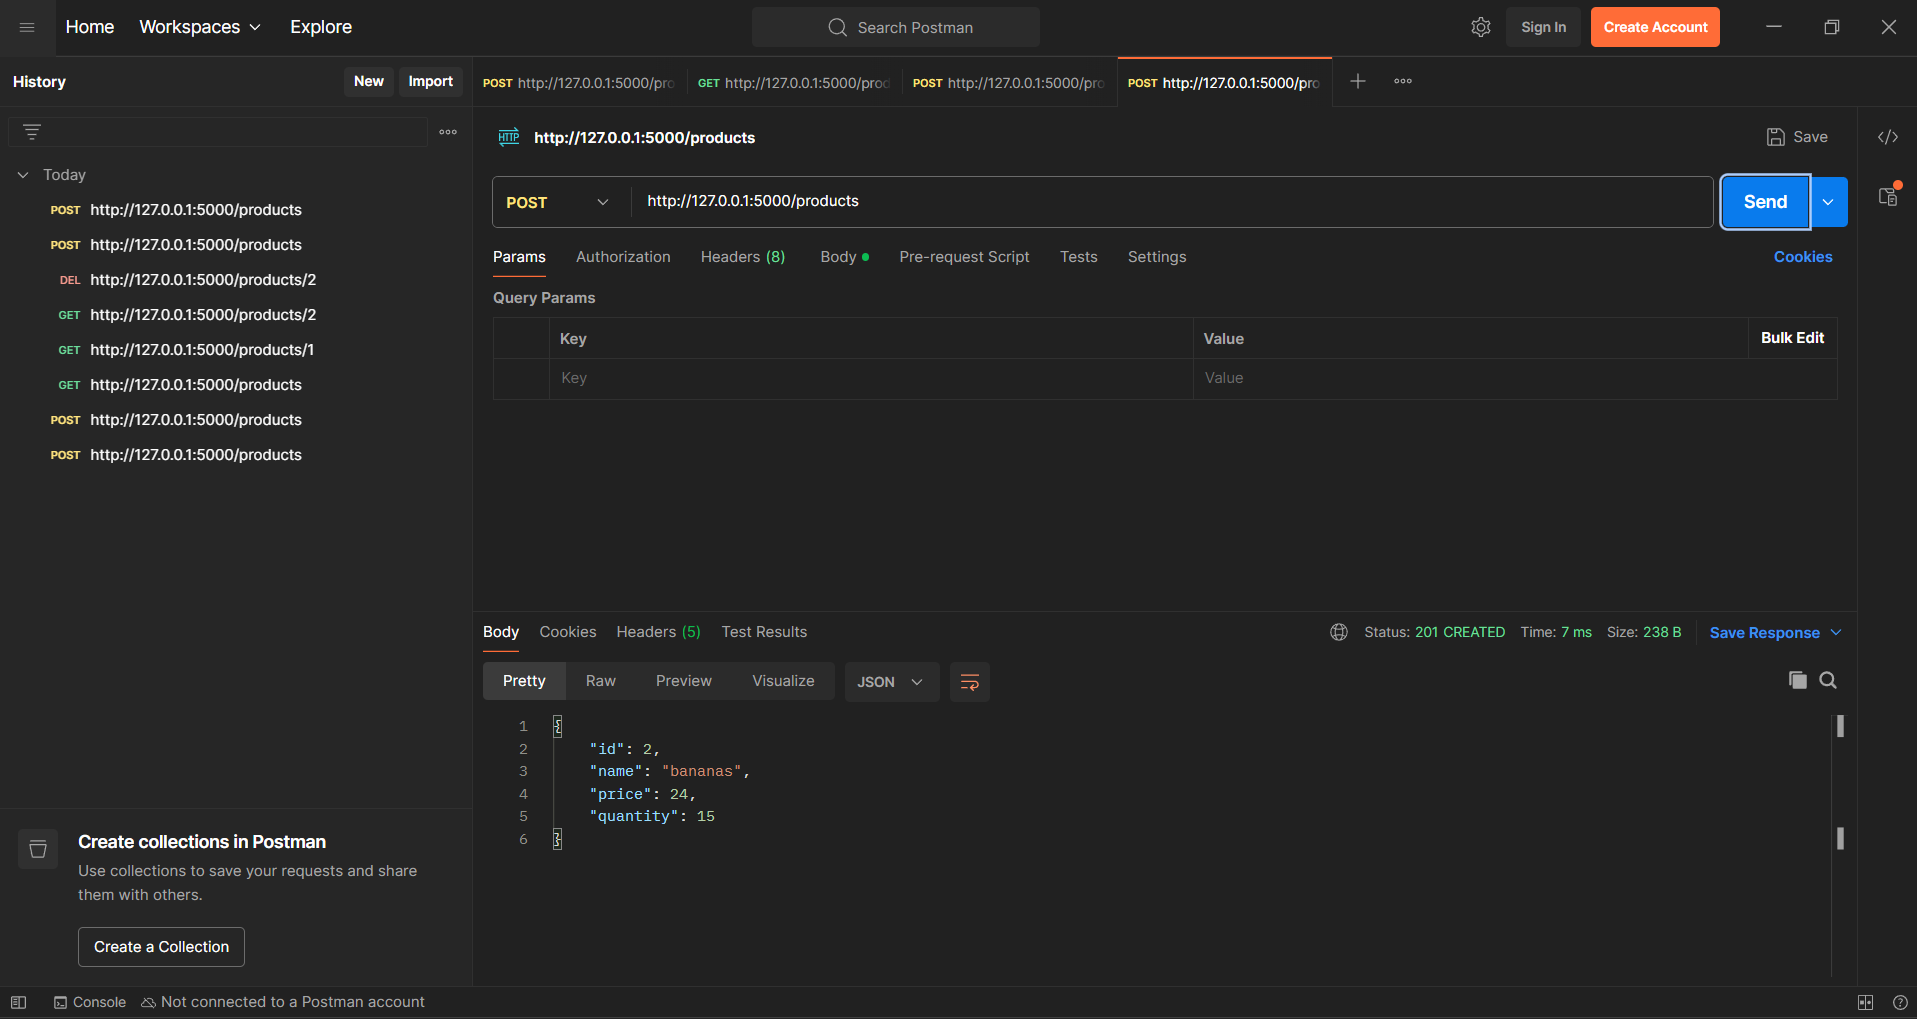 Home Workspaces Explore Search Postman Sign In Create Account
History New Import
POST http://127.0.0.1:5000/pro GET http://127.0.0.1:5000/prod POST http://127.0.0.1:5000/pro POST http://127.0.0.1:5000/pro
HTTP http://127.0.0.1:5000/products Save
Today
POST http://127.0.0.1:5000/products
POST http://127.0.0.1:5000/products
DEL http://127.0.0.1:5000/products/2
GET http://127.0.0.1:5000/products/2
GET http://127.0.0.1:5000/products/1
GET http://127.0.0.1:5000/products
POST http://127.0.0.1:5000/products
POST http://127.0.0.1:5000/products
POST http://127.0.0.1:5000/products Send
Params Authorization Headers (8) Body Pre-request Script Tests Settings Cookies
Query Params
Key Value Bulk Edit
Key Value
Body Cookies Headers (5) Test Results Status: 201 CREATED Time: 7 ms Size: 238 B Save Response
Pretty Raw Preview Visualize JSON
1 {
2 "id": 2,
3 "name": "bananas",
4 "price": 24,
5 "quantity": 15
6 }
Create collections in Postman
Use collections to save your requests and share
them with others.
Create a Collection
Console Not connected to a Postman account